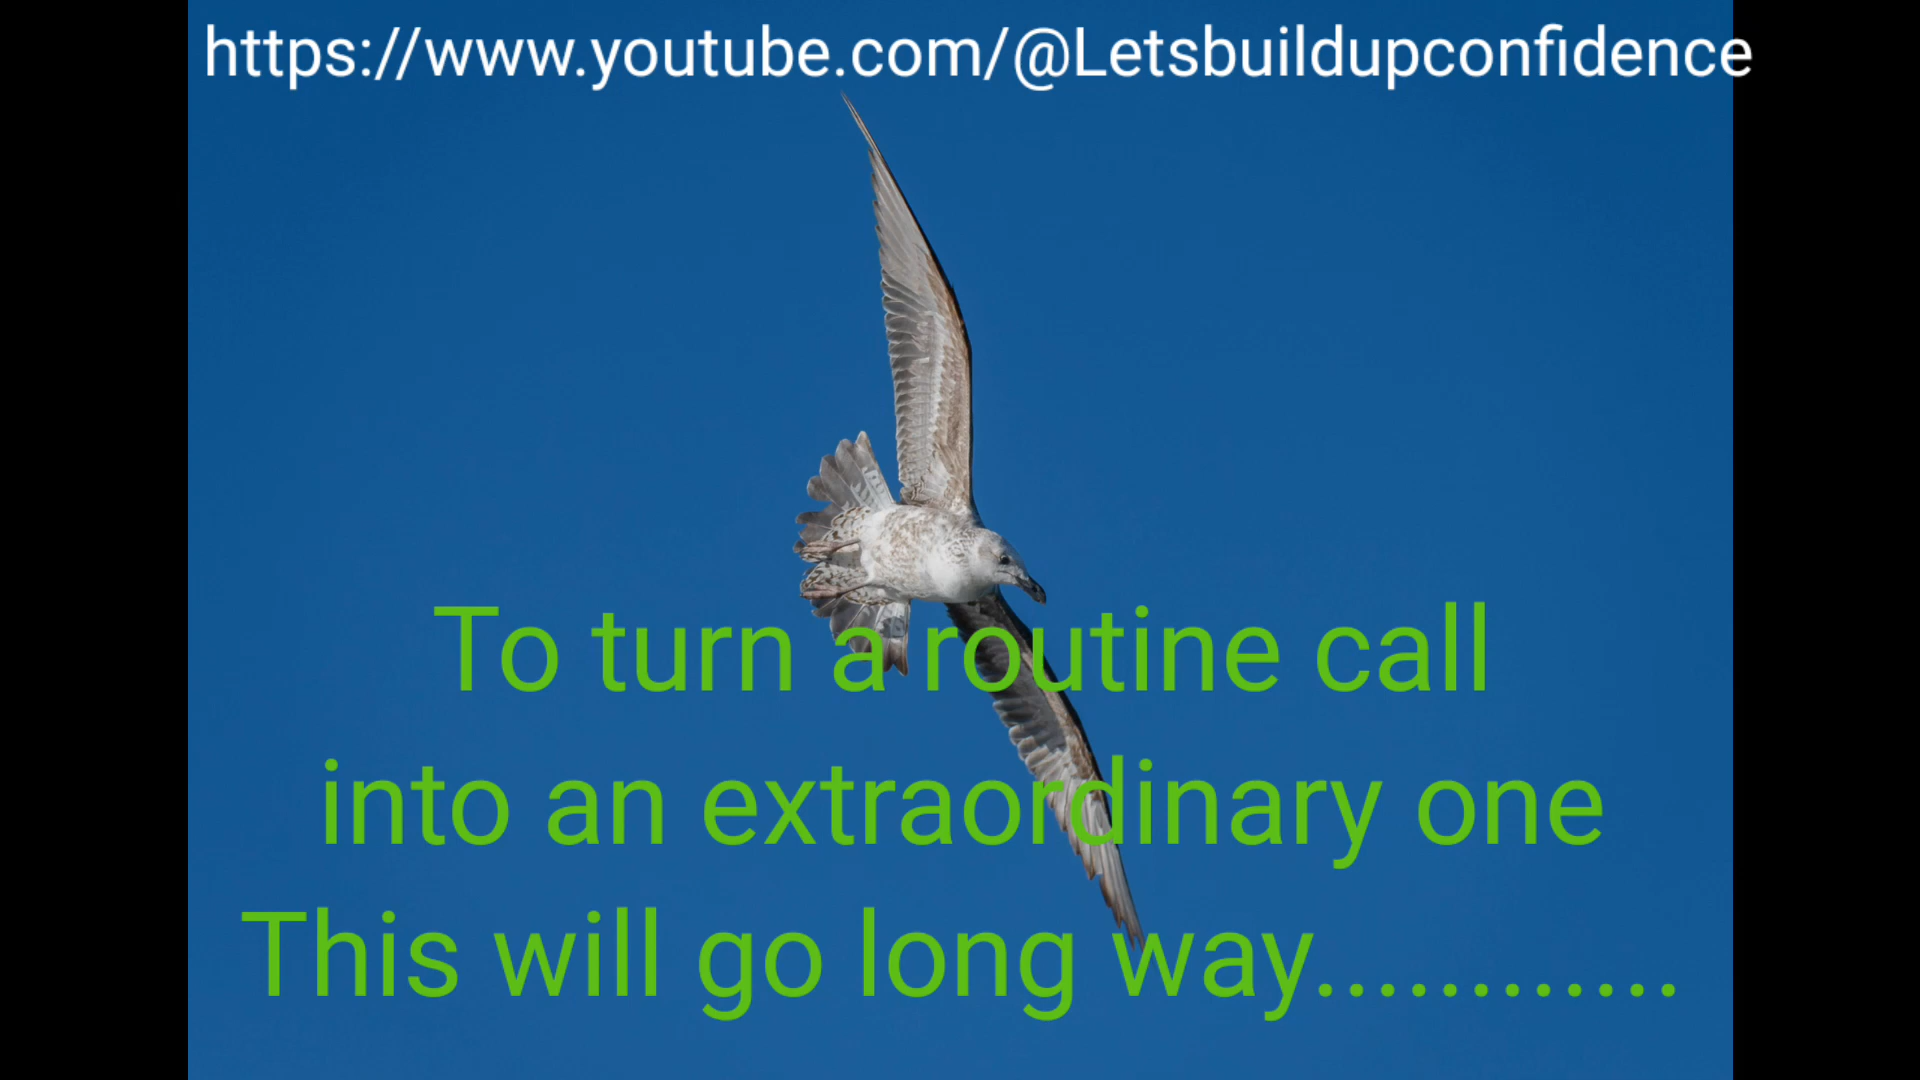 https://www.youtube.com/@Letsbuildupconfidence
To turn a routine call
into an extraordinary one
This will go long way............